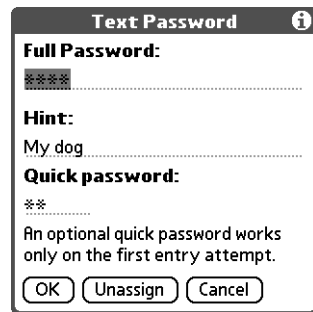 Text Password
Full Password:
****
Hint:
My dog
Quick password:
**
An optional quick password works
only on the first entry attempt.
OK Unassign Cancel